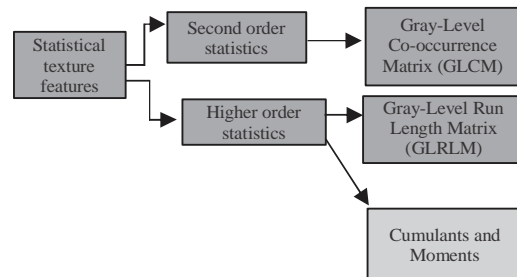 Statistical
texture
features
Second order
statistics
Gray-Level
Co-occurrence
Matrix (GLCM)
Higher order
statistics
Gray-Level Run
Length Matrix
(GLRLM)
Cumulants and
Moments